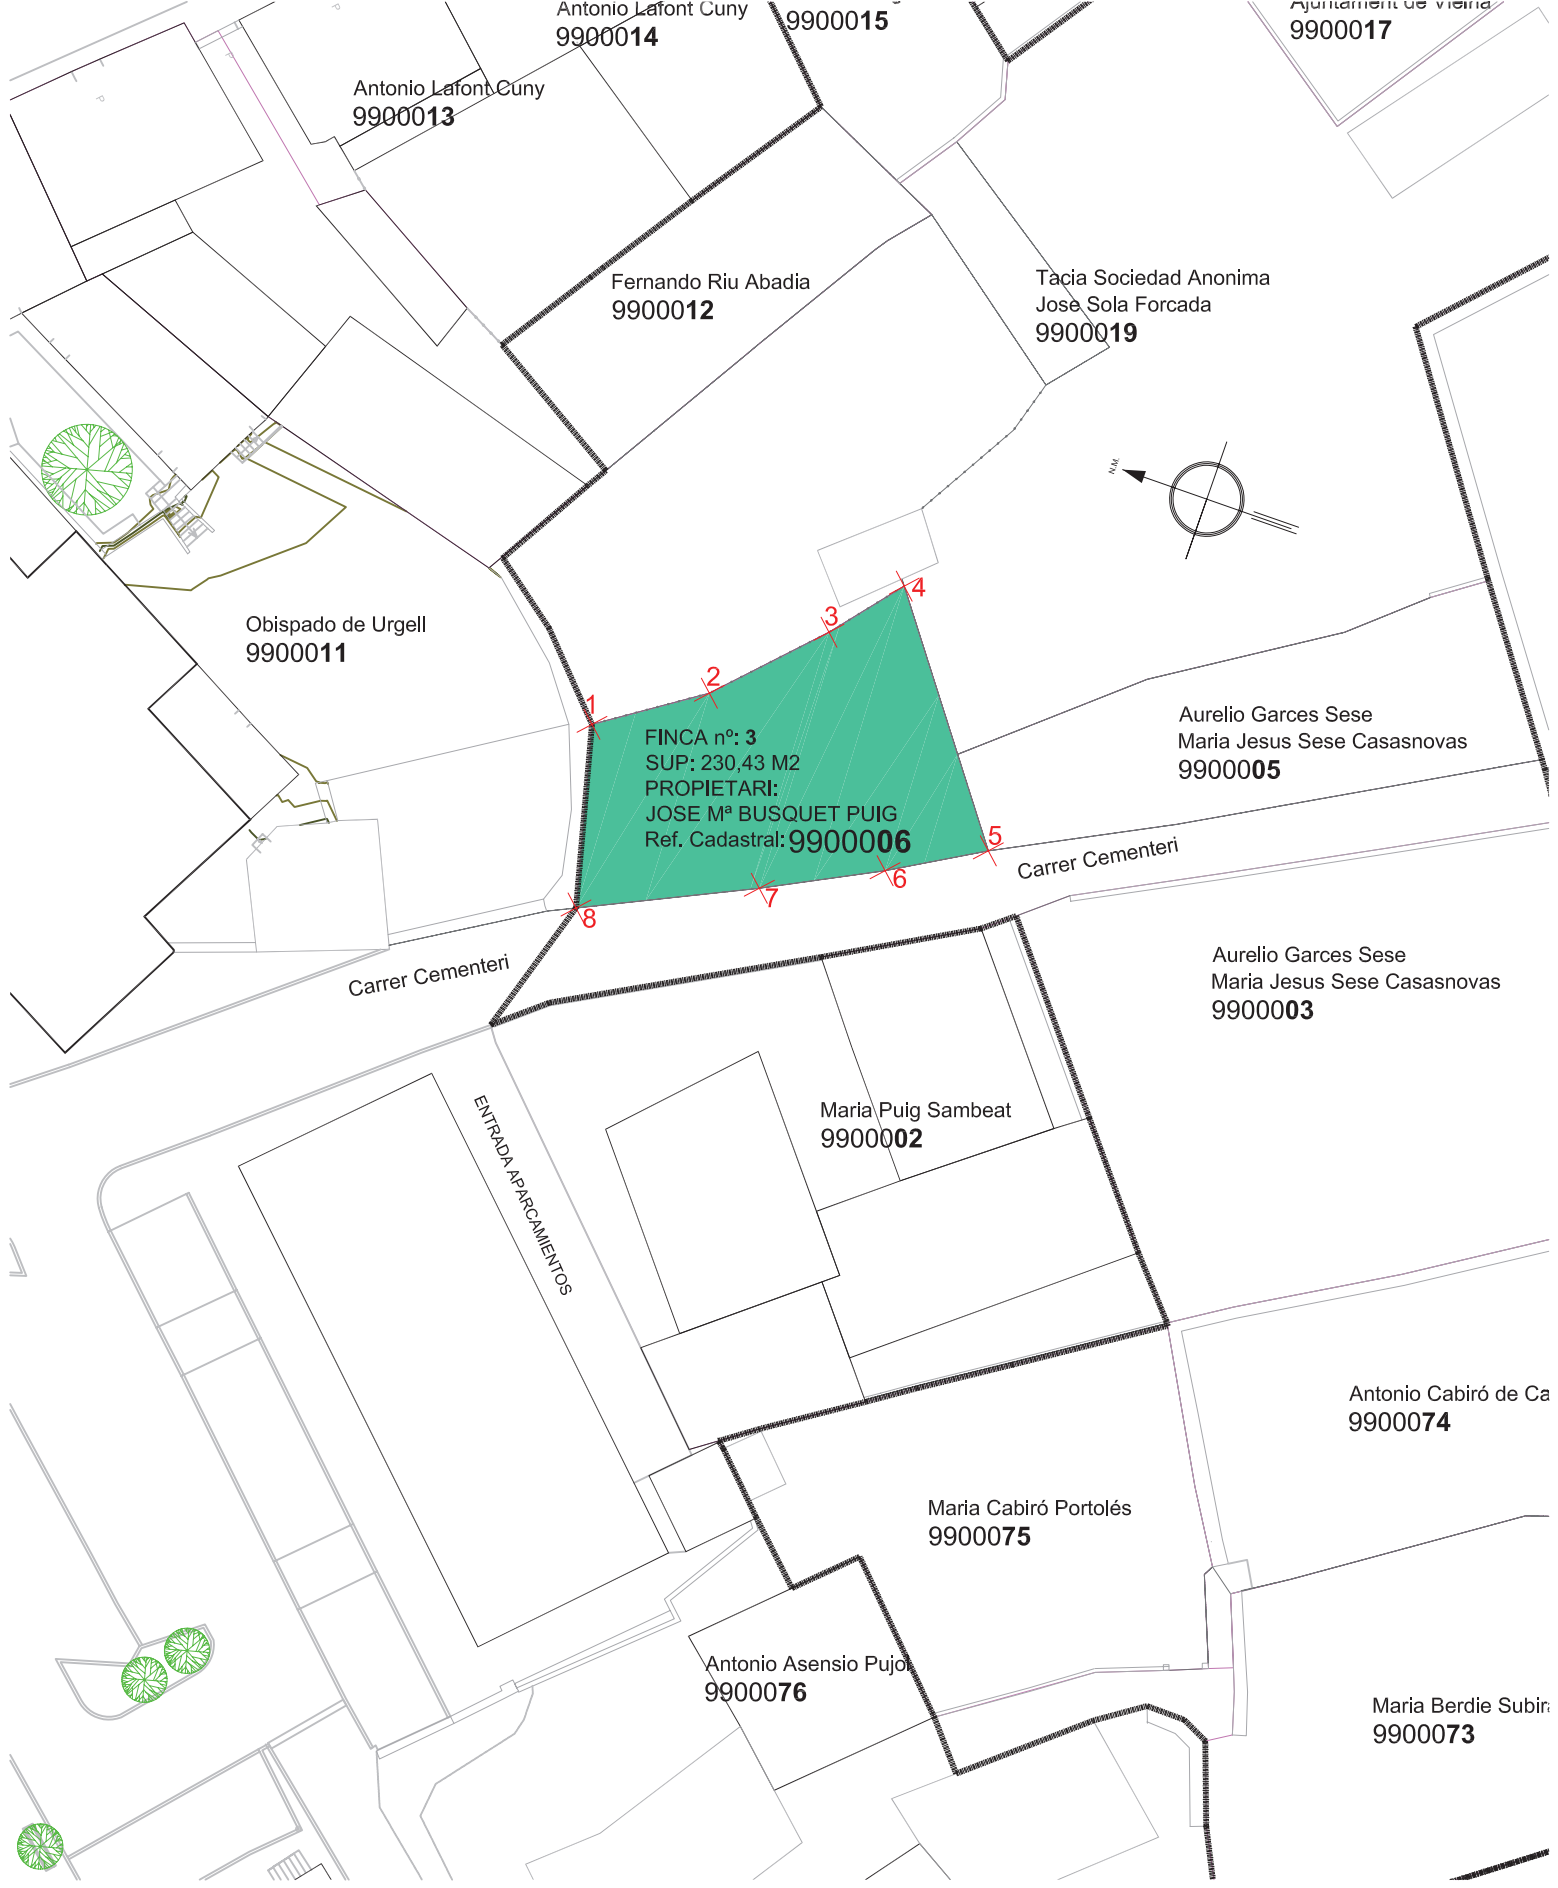 Antonio Lafont Cuny
9900014
9900015
Ajuntament de Vielha
9900017
Antonio Lafont Cuny
9900013
Fernando Riu Abadia
9900012
Tacia Sociedad Anonima
Jose Sola Forcada
9900019
N.M.
Obispado de Urgell
9900011
1
2
3
4
FINCA nº: 3
SUP: 230,43 M2
PROPIETARI:
JOSE Mª BUSQUET PUIG
Ref. Cadastral: 9900006
5
6
7
8
Aurelio Garces Sese
Maria Jesus Sese Casasnovas
9900005
Carrer Cementeri
Carrer Cementeri
Aurelio Garces Sese
Maria Jesus Sese Casasnovas
9900003
ENTRADA APARCAMIENTOS
Maria Puig Sambeat
9900002
Antonio Cabiró de Ca
9900074
Maria Cabiró Portolés
9900075
Antonio Asensio Pujol
9900076
Maria Berdie Subir
9900073